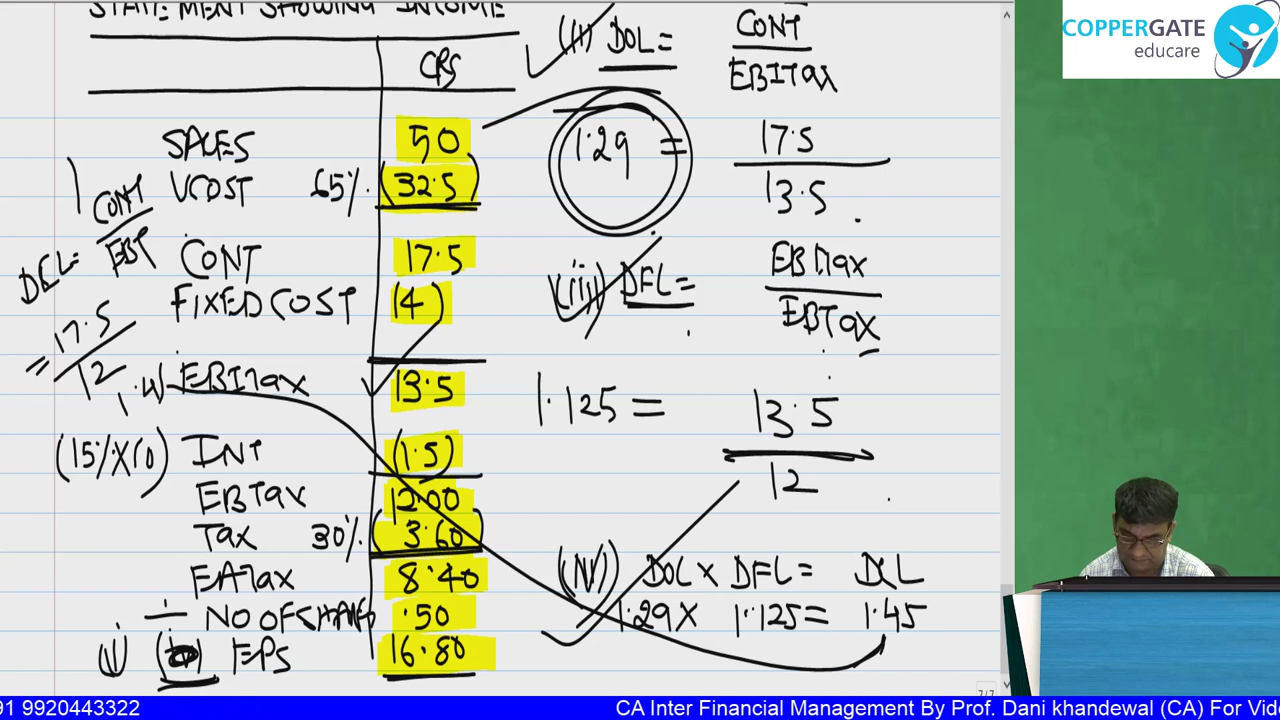 STATEMENT SHOWING INCOME
CRS
SALES 50
VCOST 65%. (32.5)
CONT 17.5
FIXED COST (4)
EBITax 13.5
(15%X10) INT (1.5)
EBTax 12.00
Tax 30%. (3.60)
EATax 8.40
÷ NO OF SHARES .50
EPS 16.80
CONT
DCL= EBT
= 17.5
12
(ii) DOL = CONT
EBITax
1.29 = 17.5
13.5
(iii) DFL = EBITax
EBTax
1.125 = 13.5
12
(iv) DOL X DFL = DCL
1.29 X 1.125 = 1.45
COPPERGATE
educare
7/7
91 9920443322 CA Inter Financial Management By Prof. Dani khandewal (CA) For Vid